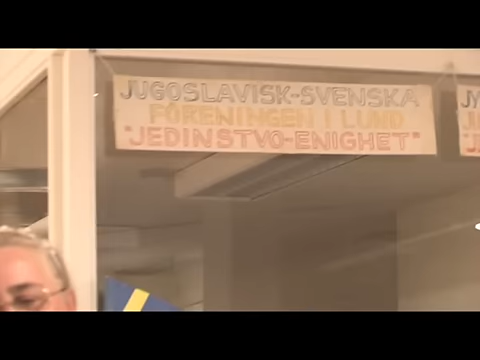 JUGOSLAVISK-SVENSKA
FÖRENINGEN I LUND
"JEDINSTVO-ENIGHET"